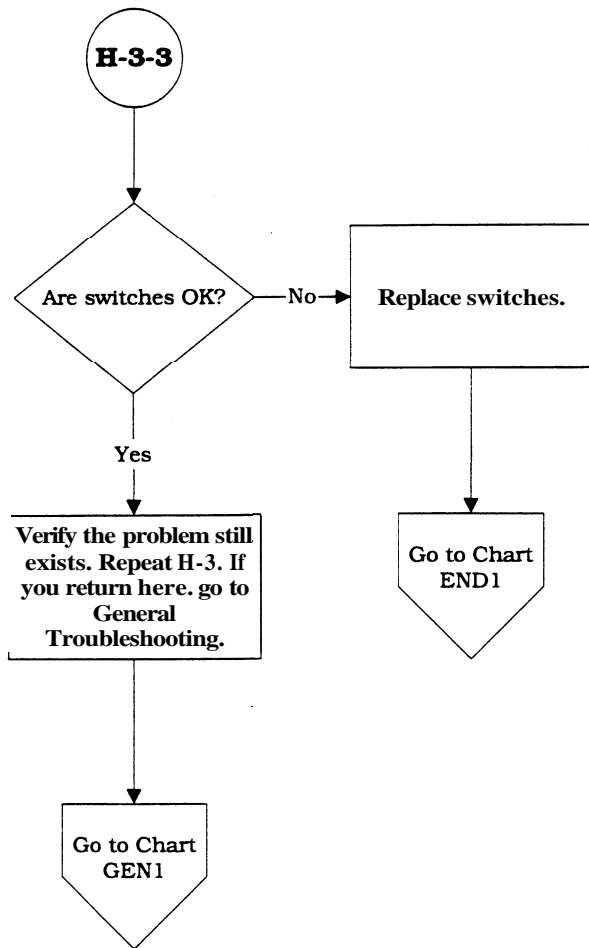 H-3-3
Are switches OK?
No
Replace switches.
Yes
Verify the problem still
exists. Repeat H-3. If
you return here. go to
General
Troubleshooting.
Go to Chart
END1
Go to Chart
GEN1